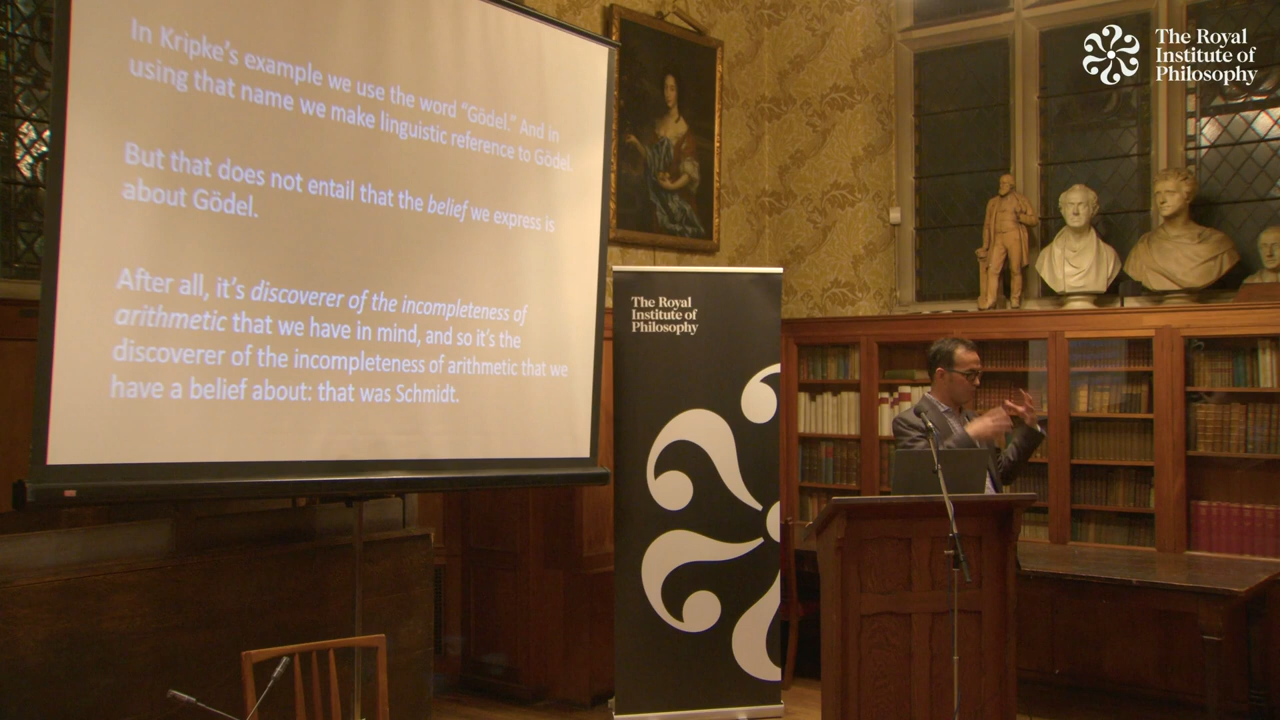 In Kripke's example we use the word "Gödel." And in
using that name we make linguistic reference to Gödel.
But that does not entail that the belief we express is
about Gödel.
After all, it's discoverer of the incompleteness of
arithmetic that we have in mind, and so it's the
discoverer of the incompleteness of arithmetic that we
have a belief about: that was Schmidt.
The Royal
Institute of
Philosophy
The Royal
Institute of
Philosophy